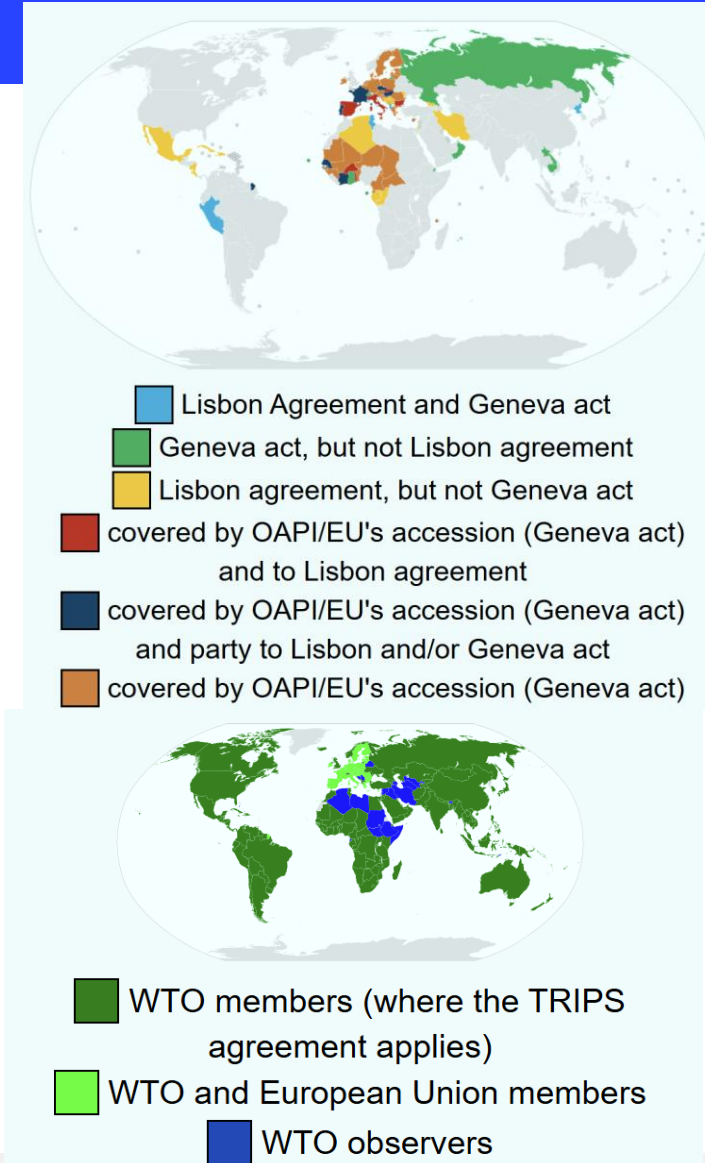 Lisbon Agreement and Geneva act
Geneva act, but not Lisbon agreement
Lisbon agreement, but not Geneva act
covered by OAPI/EU's accession (Geneva act)
and to Lisbon agreement
covered by OAPI/EU's accession (Geneva act)
and party to Lisbon and/or Geneva act
covered by OAPI/EU's accession (Geneva act)
WTO members (where the TRIPS
agreement applies)
WTO and European Union members
WTO observers